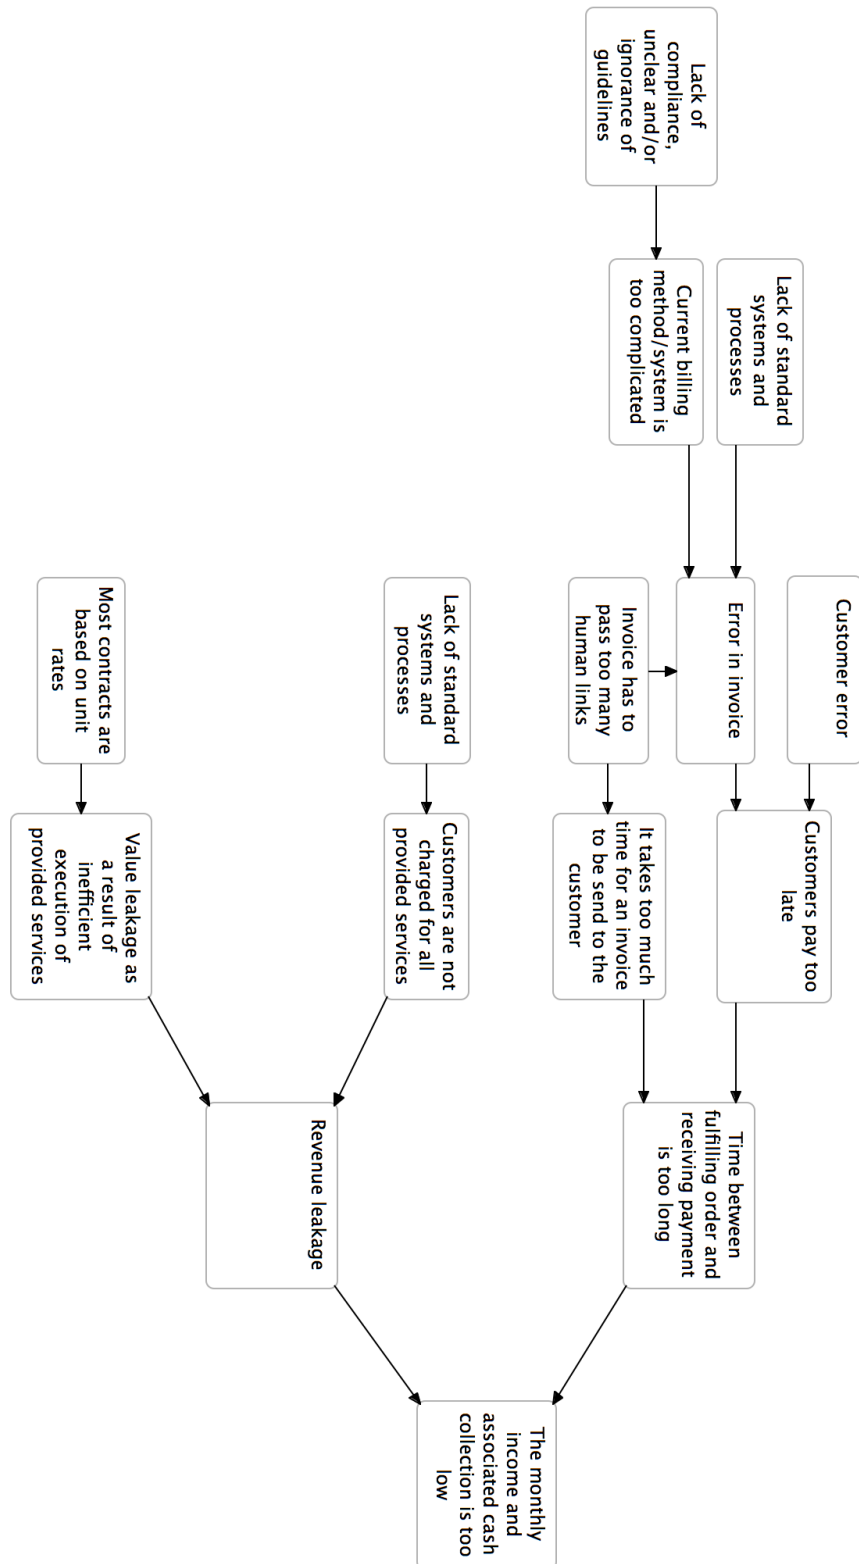 Customer error
Lack of standard
systems and
processes
Error in invoice
Customers pay too
late
Lack of
compliance,
unclear and/or
ignorance of
guidelines
Current billing
method/system is
too complicated
Invoice has to
pass too many
human links
It takes too much
time for an invoice
to be send to the
customer
Time between
fulfilling order and
receiving payment
is too long
The monthly
income and
associated cash
collection is too
low
Lack of standard
systems and
processes
Customers are not
charged for all
provided services
Revenue leakage
Most contracts are
based on unit
rates
Value leakage as
a result of
inefficient
execution of
provided services